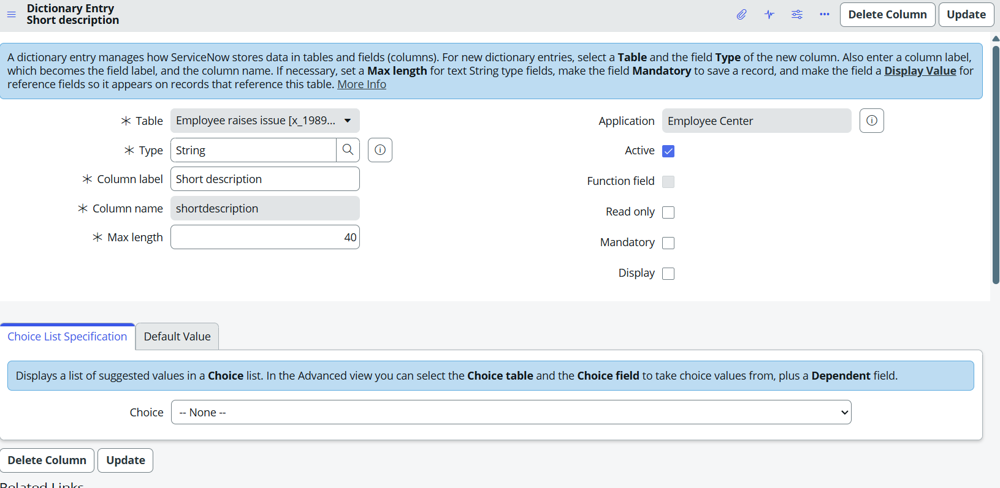 Dictionary Entry
Short description
Delete Column
Update
A dictionary entry manages how ServiceNow stores data in tables and fields (columns). For new dictionary entries, select a Table and the field Type of the new column. Also enter a column label,
which becomes the field label, and the column name. If necessary, set a Max length for text String type fields, make the field Mandatory to save a record, and make the field a Display Value for
reference fields so it appears on records that reference this table. More Info
Table Employee raises issue [x_1989...
Type String
Column label Short description
Column name shortdescription
Max length 40
Application Employee Center
Active
Function field
Read only
Mandatory
Display
Choice List Specification
Default Value
Displays a list of suggested values in a Choice list. In the Advanced view you can select the Choice table and the Choice field to take choice values from, plus a Dependent field.
Choice -- None --
Delete Column
Update
Related Links